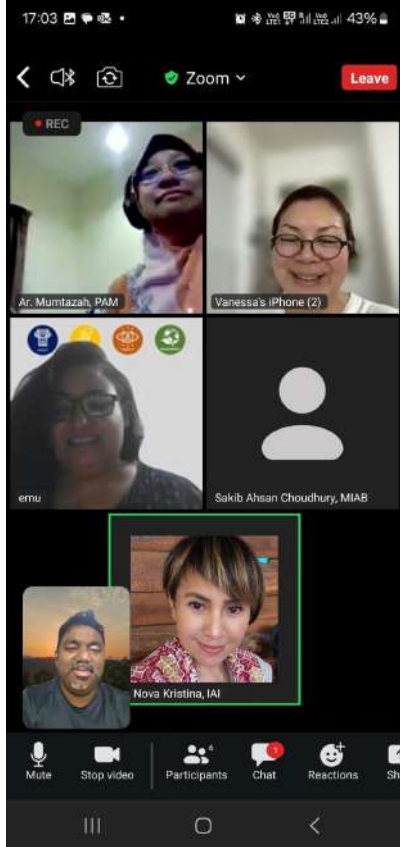 17:03
43%
Zoom
Leave
REC
Ar. Mumtazah, PAM
Vanessa's iPhone (2)
emu
Sakib Ahsan Choudhury, MIAB
Nova Kristina, IAI
6
1
Mute
Stop video
Participants
Chat
Reactions
Sh